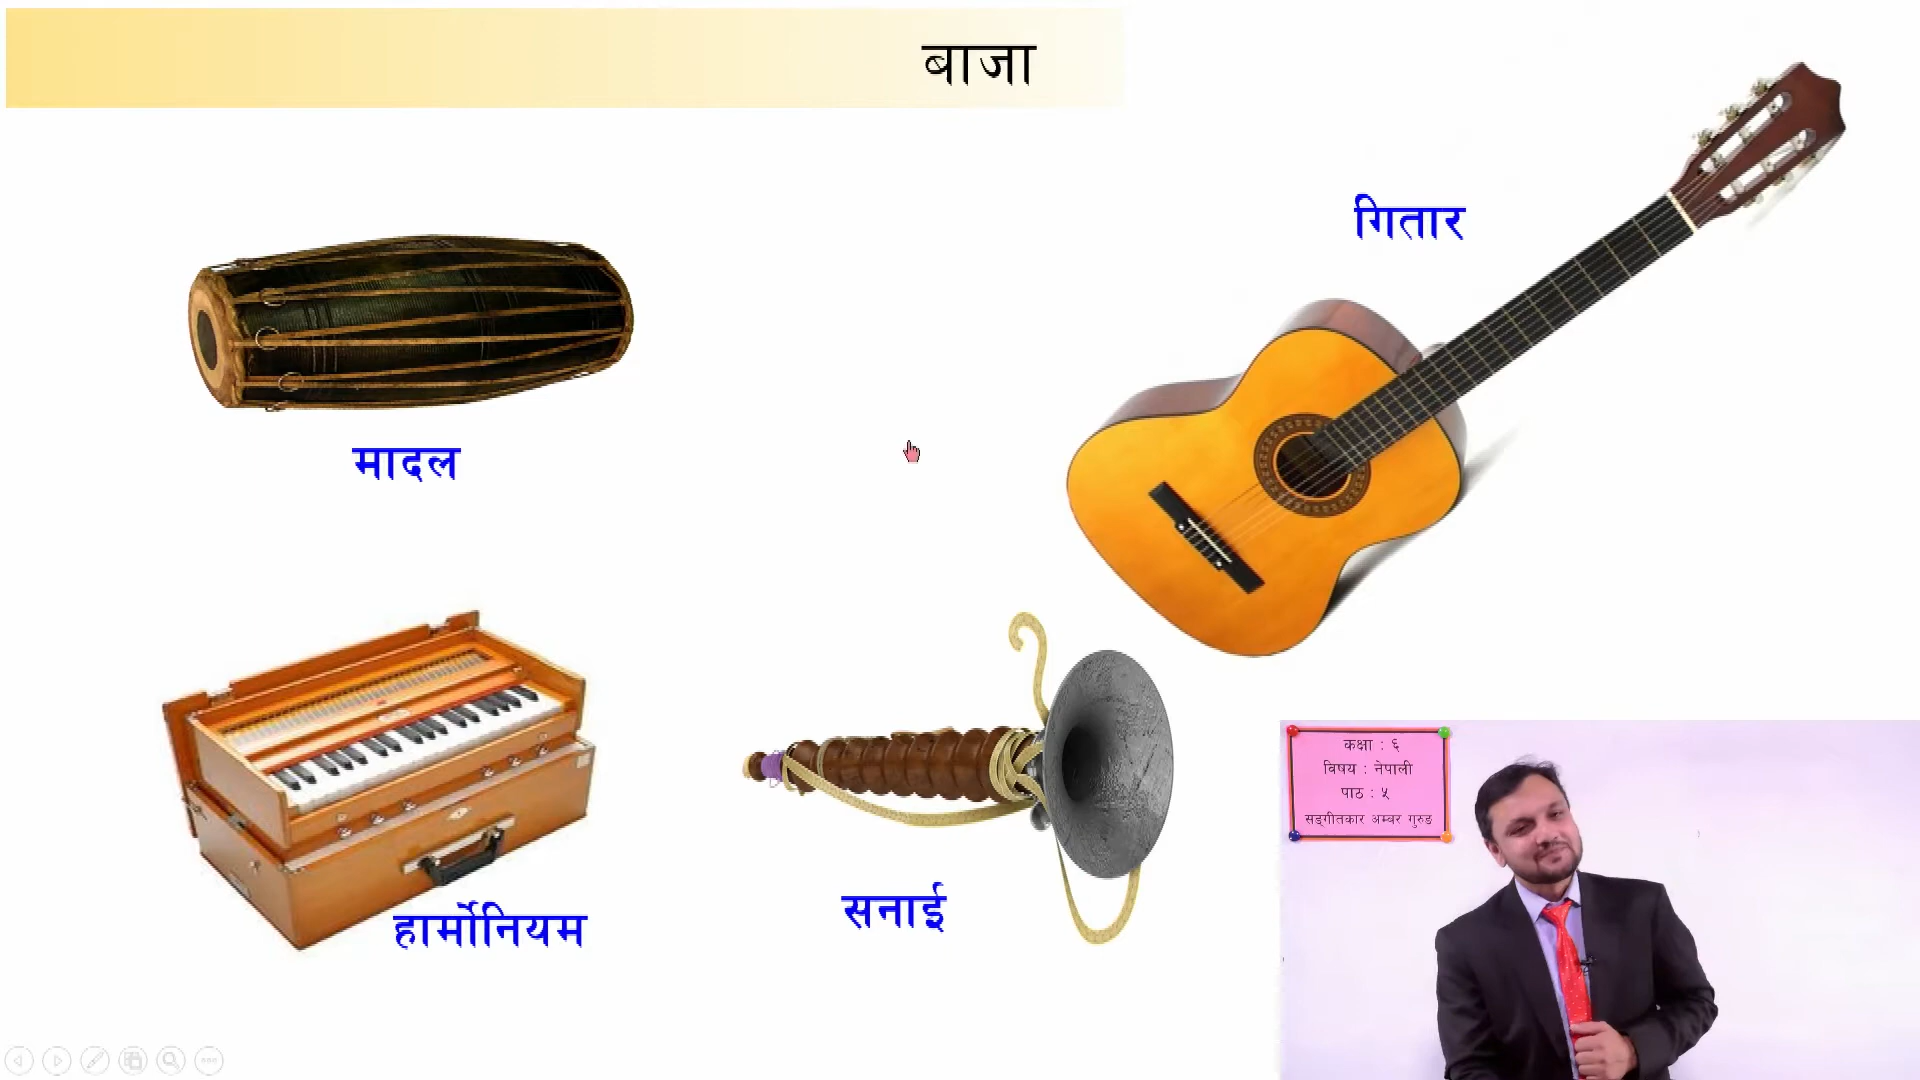 बाजा
गितार
मादल
हार्मोनियम
सनाई
कक्षा : ६
विषय : नेपाली
पाठ : ५
सङ्गीतकार अम्बर गुरुङ